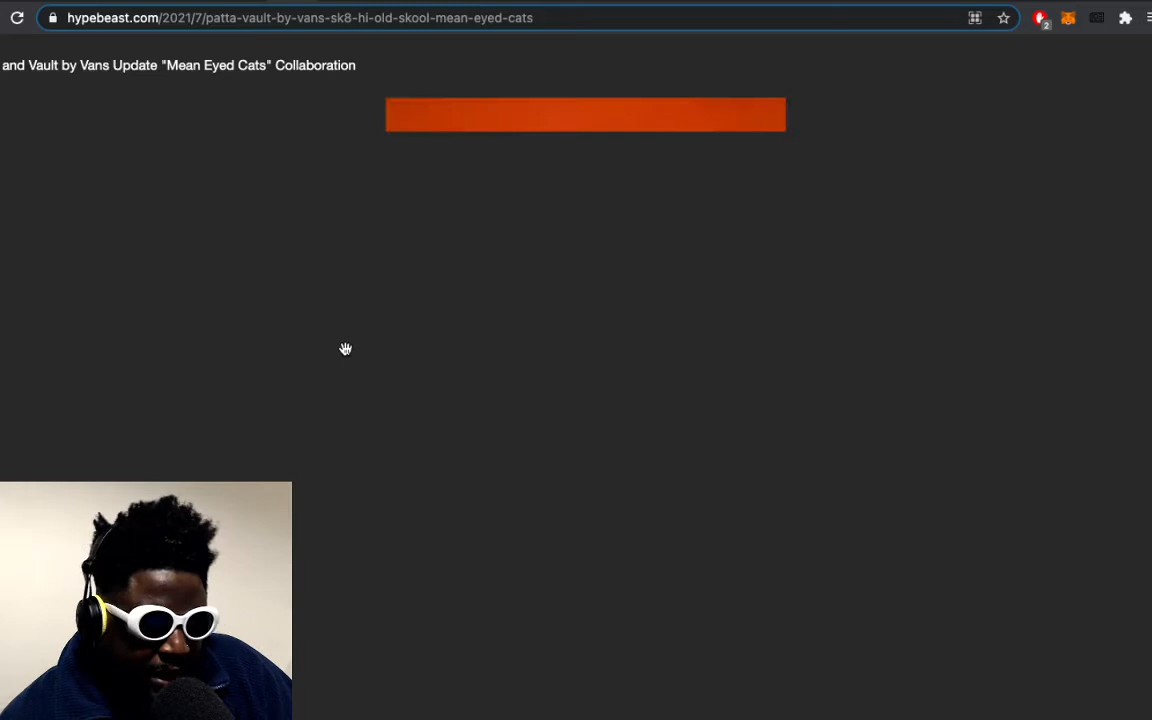 hypebeast.com/2021/7/patta-vault-by-vans-sk8-hi-old-skool-mean-eyed-cats
2
and Vault by Vans Update "Mean Eyed Cats" Collaboration